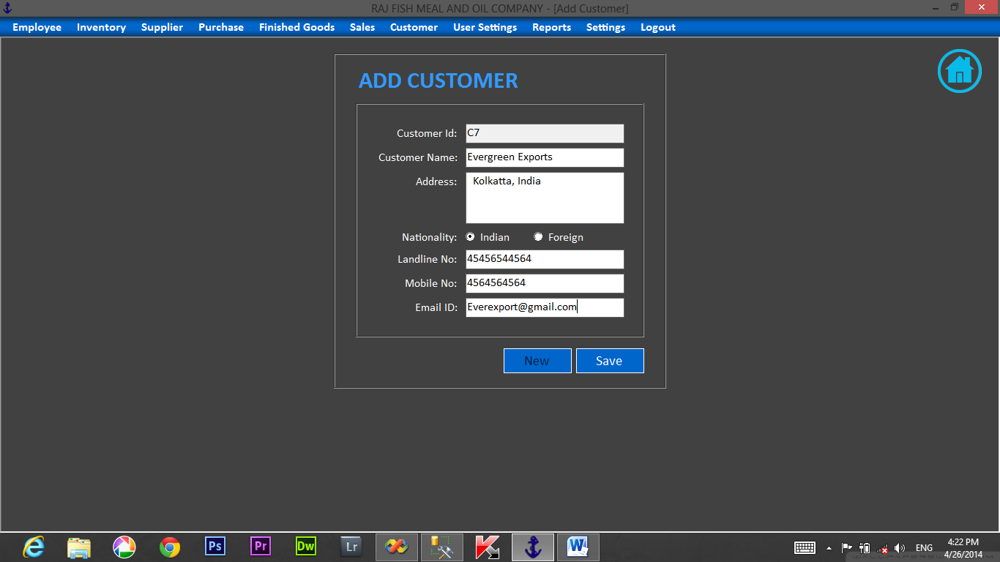 RAJ FISH MEAL AND OIL COMPANY - [Add Customer]
Employee Inventory Supplier Purchase Finished Goods Sales Customer User Settings Reports Settings Logout
ADD CUSTOMER
Customer Id: C7
Customer Name: Evergreen Exports
Address: Kolkatta, India
Nationality: Indian Foreign
Landline No: 45456544564
Mobile No: 4564564564
Email ID: Everexport@gmail.com
New Save
Ps Pr Dw Lr
ENG
4:22 PM
4/26/2014